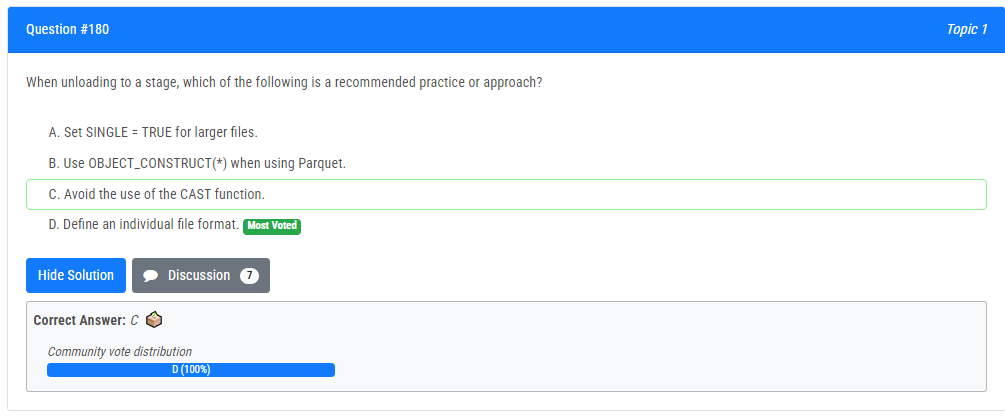 Question #180 Topic 1
When unloading to a stage, which of the following is a recommended practice or approach?
A. Set SINGLE = TRUE for larger files.
B. Use OBJECT_CONSTRUCT(*) when using Parquet.
C. Avoid the use of the CAST function.
D. Define an individual file format. Most Voted
Hide Solution Discussion 7
Correct Answer: C
Community vote distribution
D (100%)